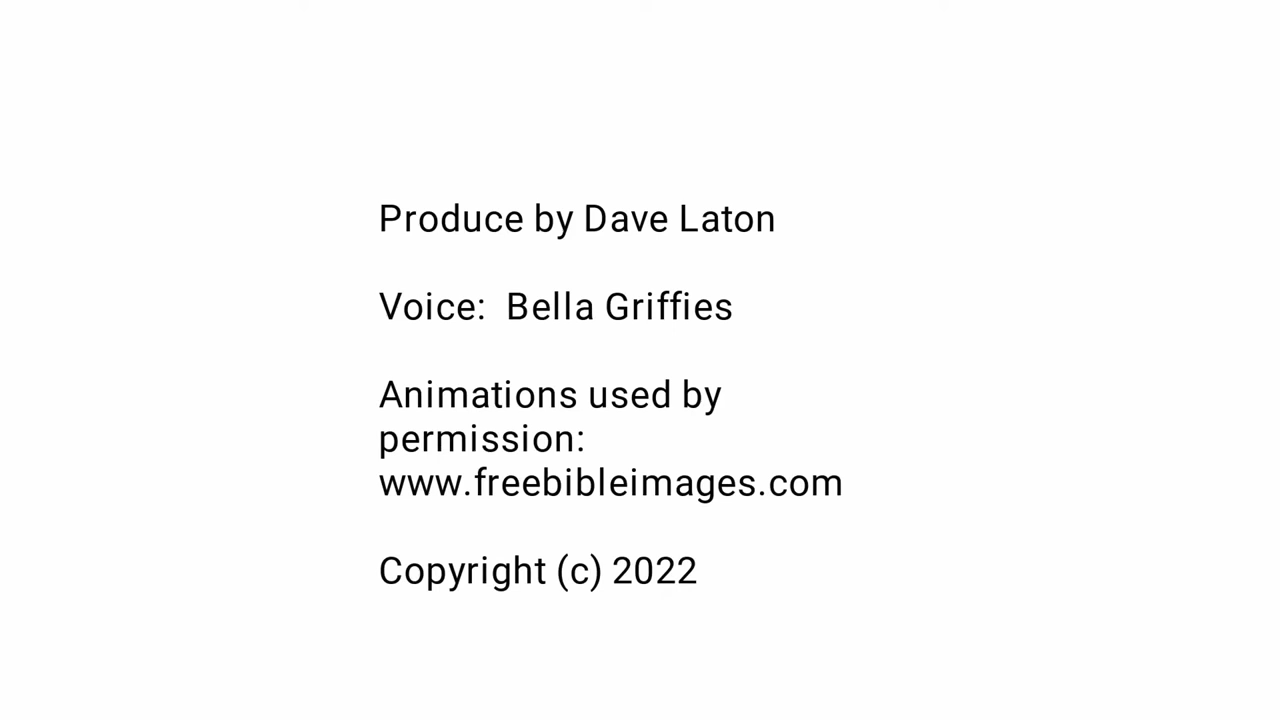 Produce by Dave Laton
Voice:  Bella Griffies
Animations used by
permission:
www.freebibleimages.com
Copyright (c) 2022